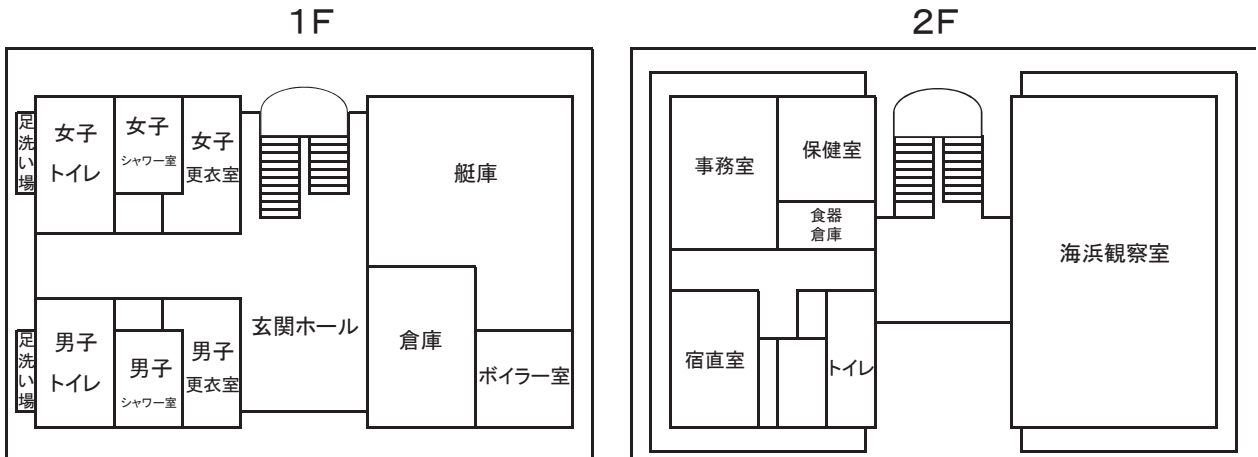 1F
2F
足洗い場
女子
トイレ
女子
シャワー室
女子
更衣室
艇庫
足洗い場
男子
トイレ
男子
シャワー室
男子
更衣室
玄関ホール
倉庫
ボイラー室
事務室
保健室
食器
倉庫
海浜観察室
宿直室
トイレ